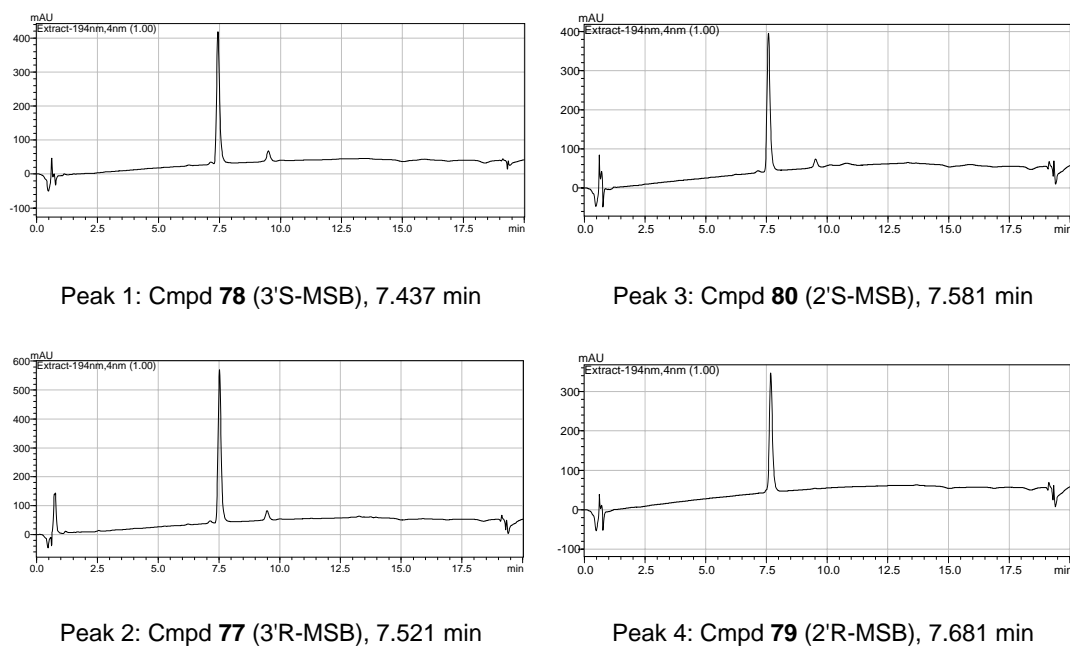 mAU
Extract-194nm,4nm (1.00)
400
300
200
100
0
-100
0.0 2.5 5.0 7.5 10.0 12.5 15.0 17.5 min
Peak 1: Cmpd 78 (3'S-MSB), 7.437 min
mAU
Extract-194nm,4nm (1.00)
400
300
200
100
0
0.0 2.5 5.0 7.5 10.0 12.5 15.0 17.5 min
Peak 3: Cmpd 80 (2'S-MSB), 7.581 min
mAU
Extract-194nm,4nm (1.00)
600
500
400
300
200
100
0
0.0 2.5 5.0 7.5 10.0 12.5 15.0 17.5 min
Peak 2: Cmpd 77 (3'R-MSB), 7.521 min
mAU
Extract-194nm,4nm (1.00)
300
200
100
0
-100
0.0 2.5 5.0 7.5 10.0 12.5 15.0 17.5 min
Peak 4: Cmpd 79 (2'R-MSB), 7.681 min